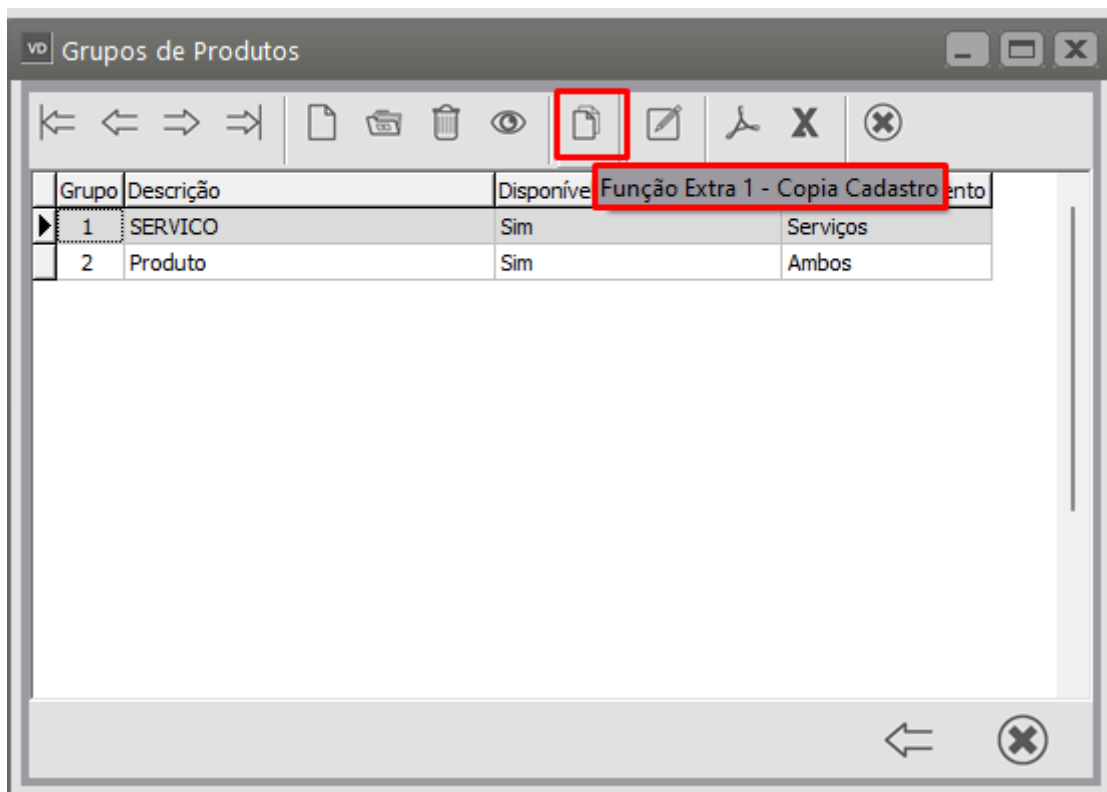 VD Grupos de Produtos
Função Extra 1 - Copia Cadastro
Grupo Descrição Disponíve ento
1 SERVICO Sim Serviços
2 Produto Sim Ambos